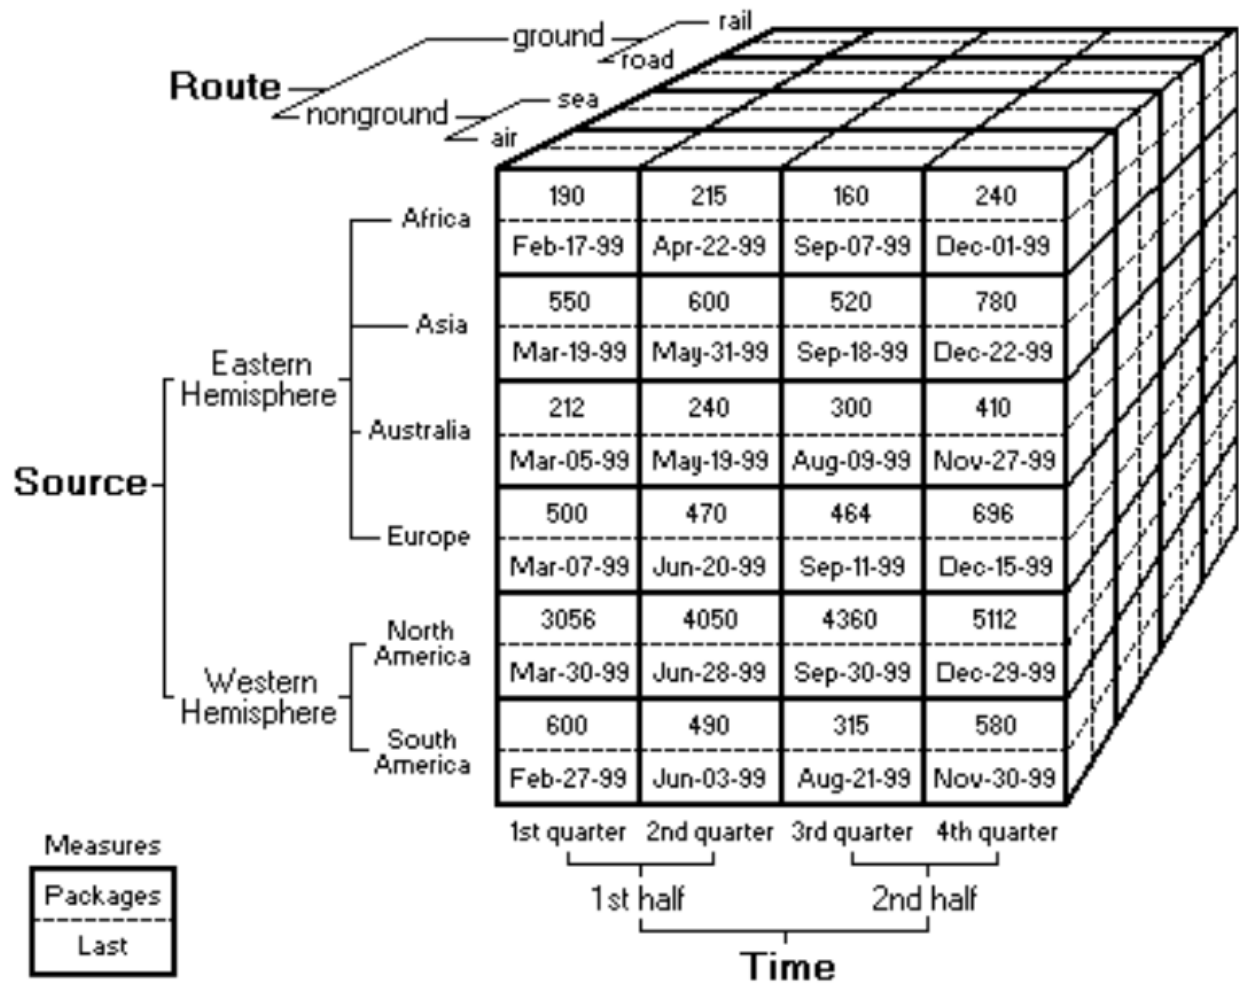 rail
ground
road
Route
sea
nonground
air
190 215 160 240
Africa
Feb-17-99 Apr-22-99 Sep-07-99 Dec-01-99
550 600 520 780
Asia
Mar-19-99 May-31-99 Sep-18-99 Dec-22-99
Eastern
Hemisphere
212 240 300 410
Australia
Mar-05-99 May-19-99 Aug-09-99 Nov-27-99
Source
500 470 464 696
Europe
Mar-07-99 Jun-20-99 Sep-11-99 Dec-15-99
3056 4050 4360 5112
North
America
Mar-30-99 Jun-28-99 Sep-30-99 Dec-29-99
Western
Hemisphere
600 490 315 580
South
America
Feb-27-99 Jun-03-99 Aug-21-99 Nov-30-99
1st quarter 2nd quarter 3rd quarter 4th quarter
Measures
Packages
Last
1st half 2nd half
Time